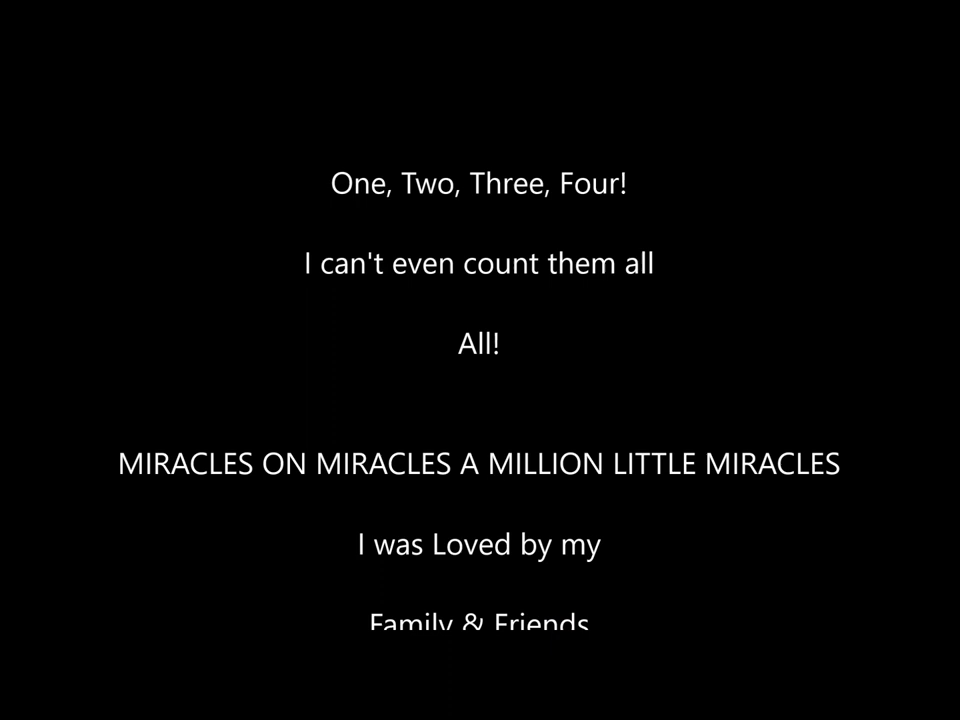 One, Two, Three, Four!
I can't even count them all
All!
MIRACLES ON MIRACLES A MILLION LITTLE MIRACLES
I was Loved by my
Family & Friends